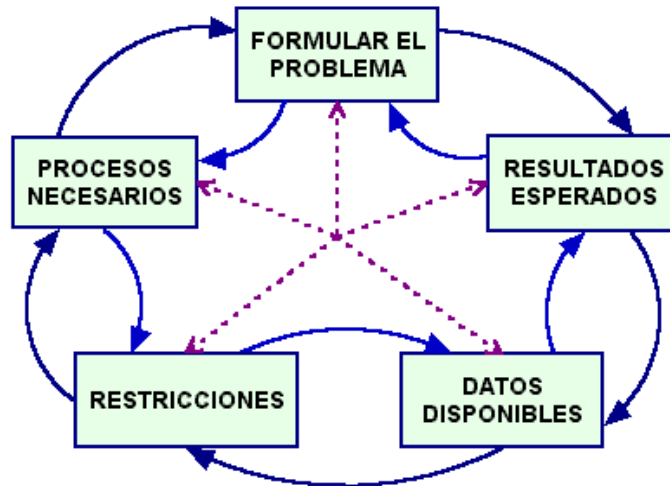 FORMULAR EL
PROBLEMA
PROCESOS
NECESARIOS
RESULTADOS
ESPERADOS
RESTRICCIONES
DATOS
DISPONIBLES